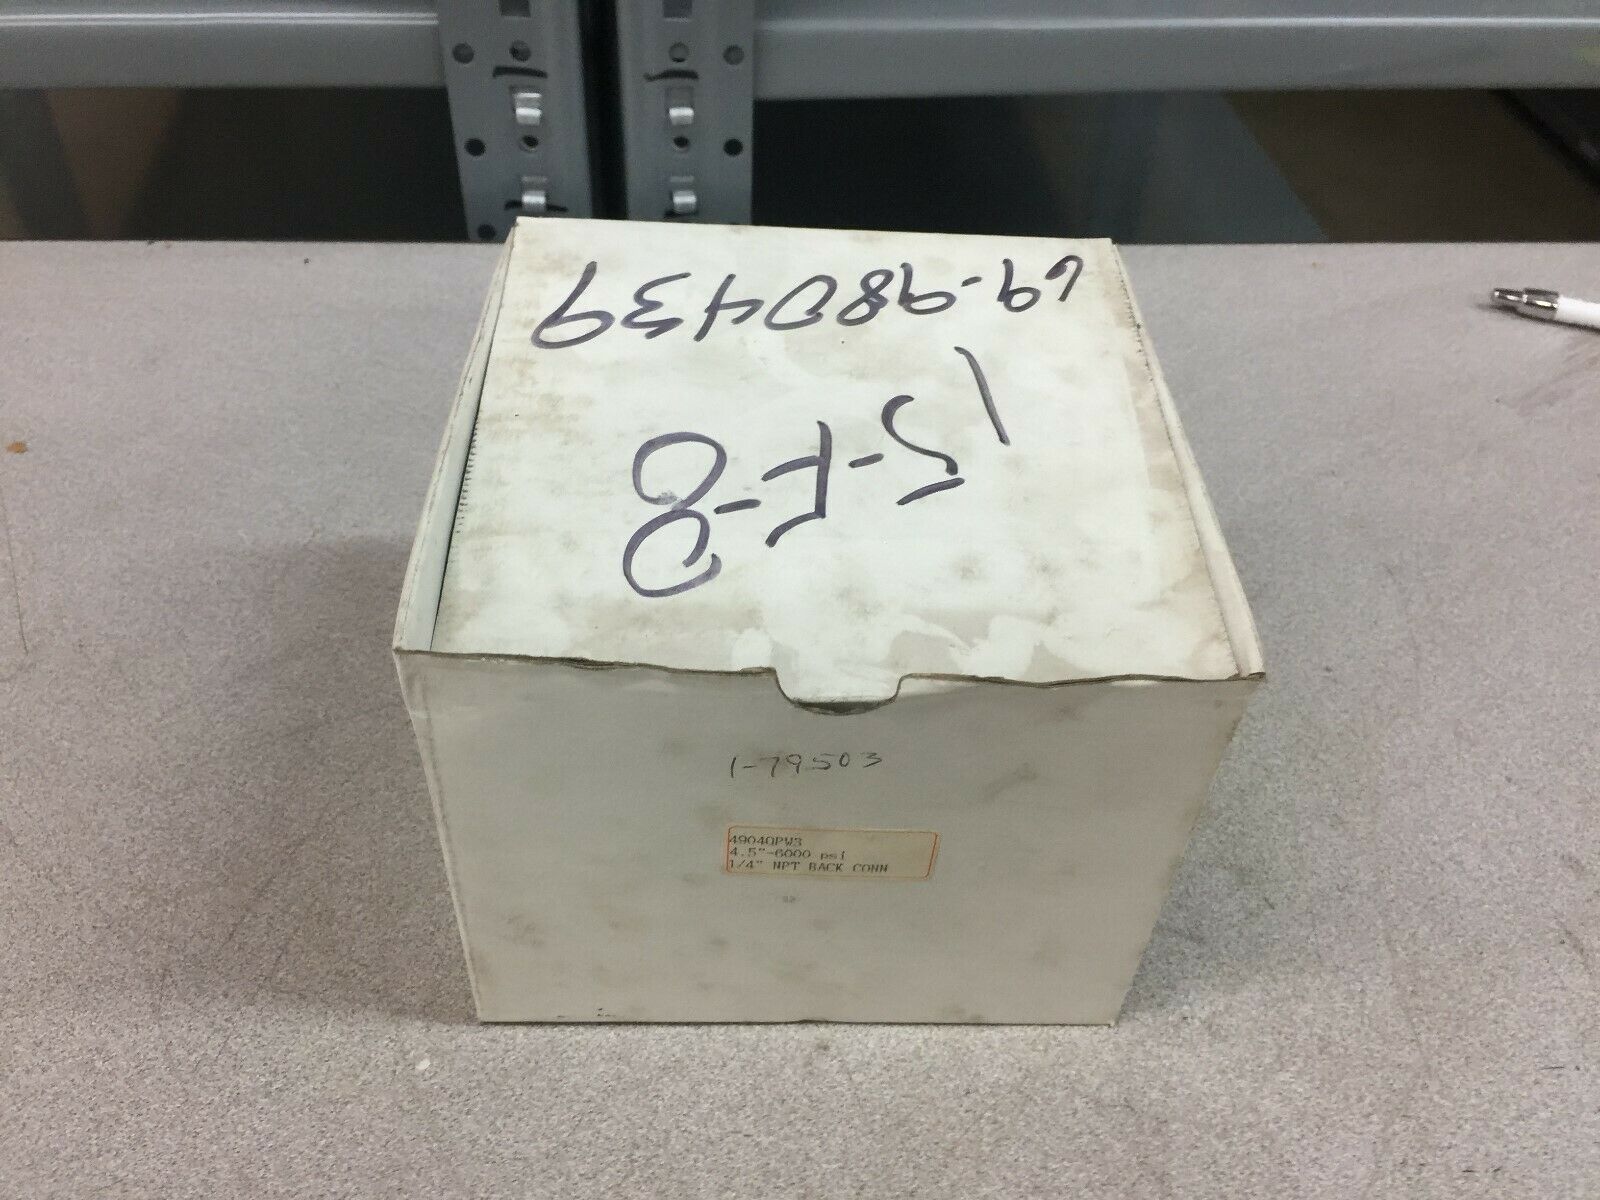 69-980439
15-F-8
1-79503
49040PW3
4.5"-6000 psi
1/4" NPT BACK CONN